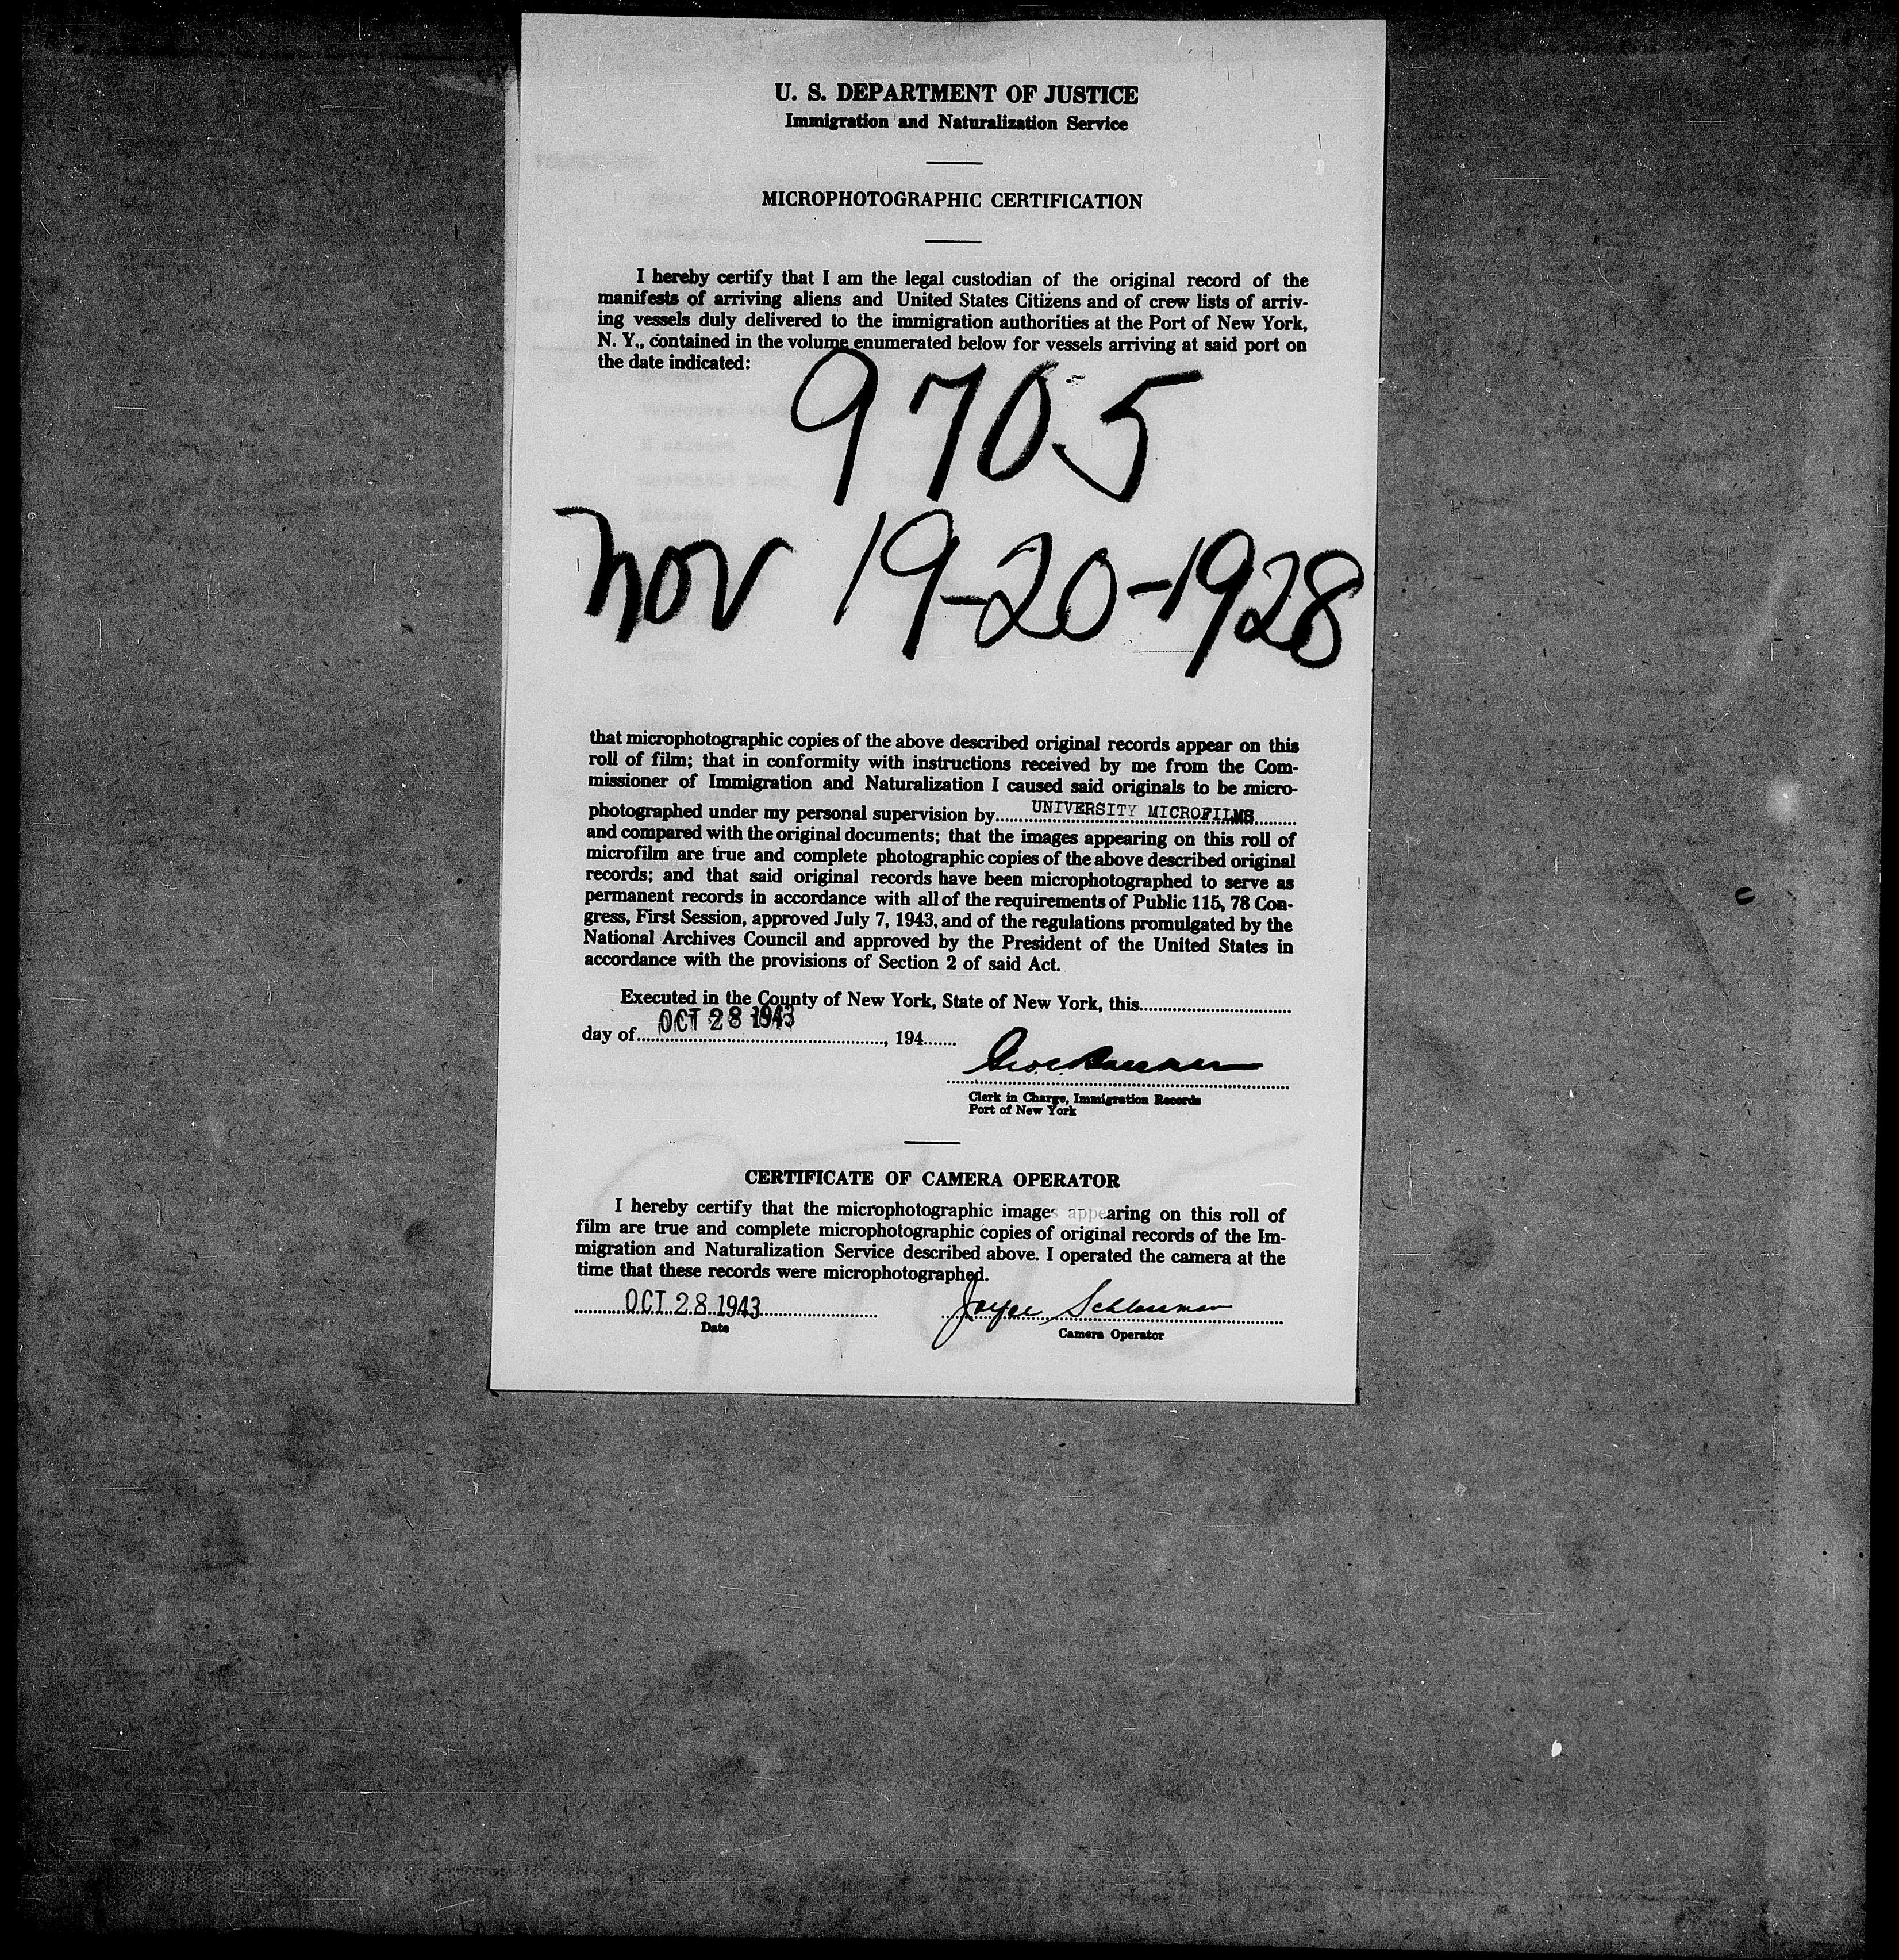 U. S. DEPARTMENT OF JUSTICE
Immigration and Naturalization Service
MICROPHOTOGRAPHIC CERTIFICATION
I hereby certify that I am the legal custodian of the original record of the
manifests of arriving aliens and United States Citizens and of crew lists of arriv-
ing vessels duly delivered to the immigration authorities at the Port of New York,
N. Y., contained in the volume enumerated below for vessels arriving at said port on
the date indicated:
9705
Nov 19-20-1928
that microphotographic copies of the above described original records appear on this
roll of film; that in conformity with instructions received by me from the Com-
missioner of Immigration and Naturalization I caused said originals to be micro-
photographed under my personal supervision by UNIVERSITY MICROFILMS
and compared with the original documents; that the images appearing on this roll of
microfilm are true and complete photographic copies of the above described original
records; and that said original records have been microphotographed to serve as
permanent records in accordance with all of the requirements of Public 115, 78 Con-
gress, First Session, approved July 7, 1943, and of the regulations promulgated by the
National Archives Council and approved by the President of the United States in
accordance with the provisions of Section 2 of said Act.
Executed in the County of New York, State of New York, this
day of OCT 28 1943, 194
Clerk in Charge, Immigration Records
Port of New York
CERTIFICATE OF CAMERA OPERATOR
I hereby certify that the microphotographic images appearing on this roll of
film are true and complete microphotographic copies of original records of the Im-
migration and Naturalization Service described above. I operated the camera at the
time that these records were microphotographed.
OCT 28 1943 Joyce Schlossman
Date Camera Operator